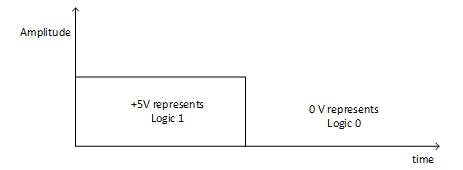 Amplitude
+5V represents
Logic 1
0 V represents
Logic 0
time